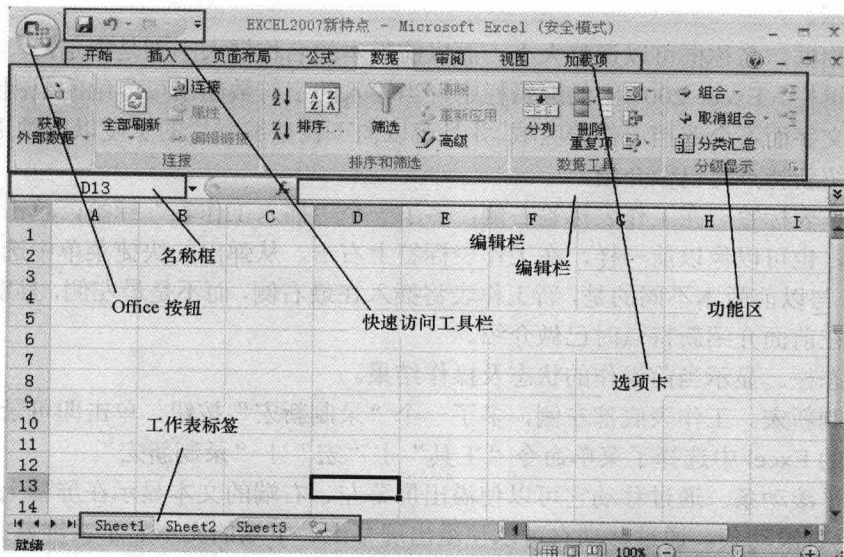 EXCEL2007新特点 - Microsoft Excel (安全模式)
开始 插入 页面布局 公式 数据 审阅 视图 加载项
获取
外部数据
全部刷新
连接
属性
编辑链接
连接
排序...
筛选
清除
重新应用
高级
排序和筛选
分列
删除
重复项
数据工具
组合
取消组合
分类汇总
分级显示
D13
A B C D E F G H I
1
2
3
4
5
6
7
8
9
10
11
12
13
14
名称框
编辑栏
编辑栏
Office 按钮
快速访问工具栏
功能区
选项卡
工作表标签
Sheet1 Sheet2 Sheet3
就绪
100%